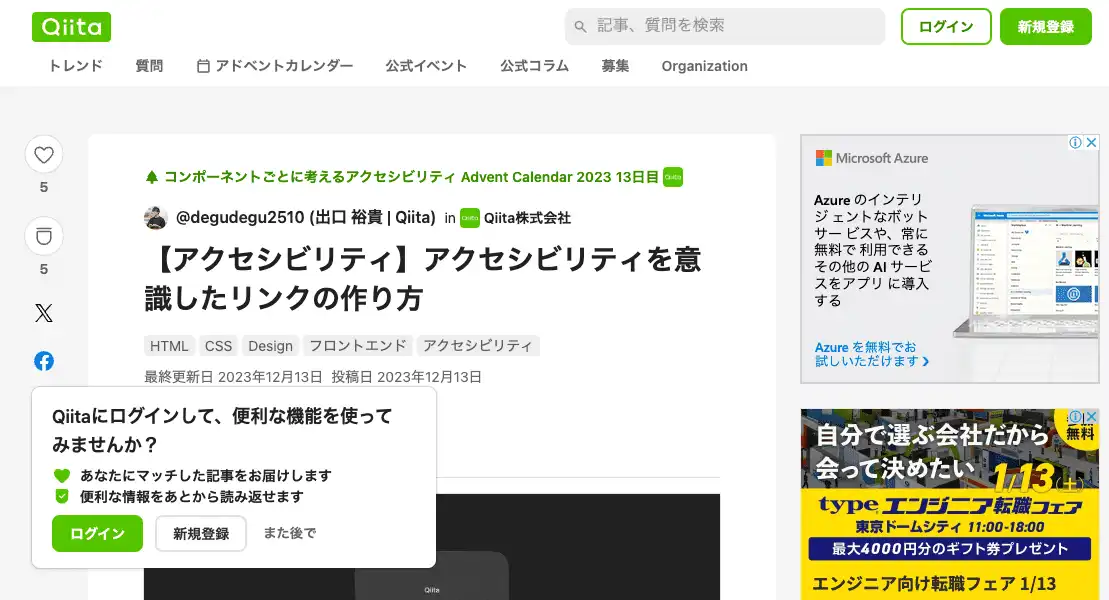 Qiita
記事、質問を検索
ログイン
新規登録
トレンド
質問
アドベントカレンダー
公式イベント
公式コラム
募集
Organization
5
5
コンポーネントごとに考えるアクセシビリティ Advent Calendar 2023 13日目
@degudegu2510 (出口 裕貴 | Qiita) in Qiita株式会社
【アクセシビリティ】アクセシビリティを意
識したリンクの作り方
HTML
CSS
Design
フロントエンド
アクセシビリティ
最終更新日 2023年12月13日 投稿日 2023年12月13日
Qiitaにログインして、便利な機能を使って
みませんか？
あなたにマッチした記事をお届けします
便利な情報をあとから読み返せます
ログイン
新規登録
また後で
Qiita
Microsoft Azure
Azure のインテリ
ジェントなボット
サー ビスや、常に
無料で 利用できる
その他の AI サービ
スをアプリ に導入
する
Azure を無料でお
試しいただけます
無料
自分で選ぶ会社だから
会って決めたい
1/13(土)
type エンジニア転職フェア
東京ドームシティ 11:00-18:00
最大4000円分のギフト券プレゼント
エンジニア向け転職フェア 1/13